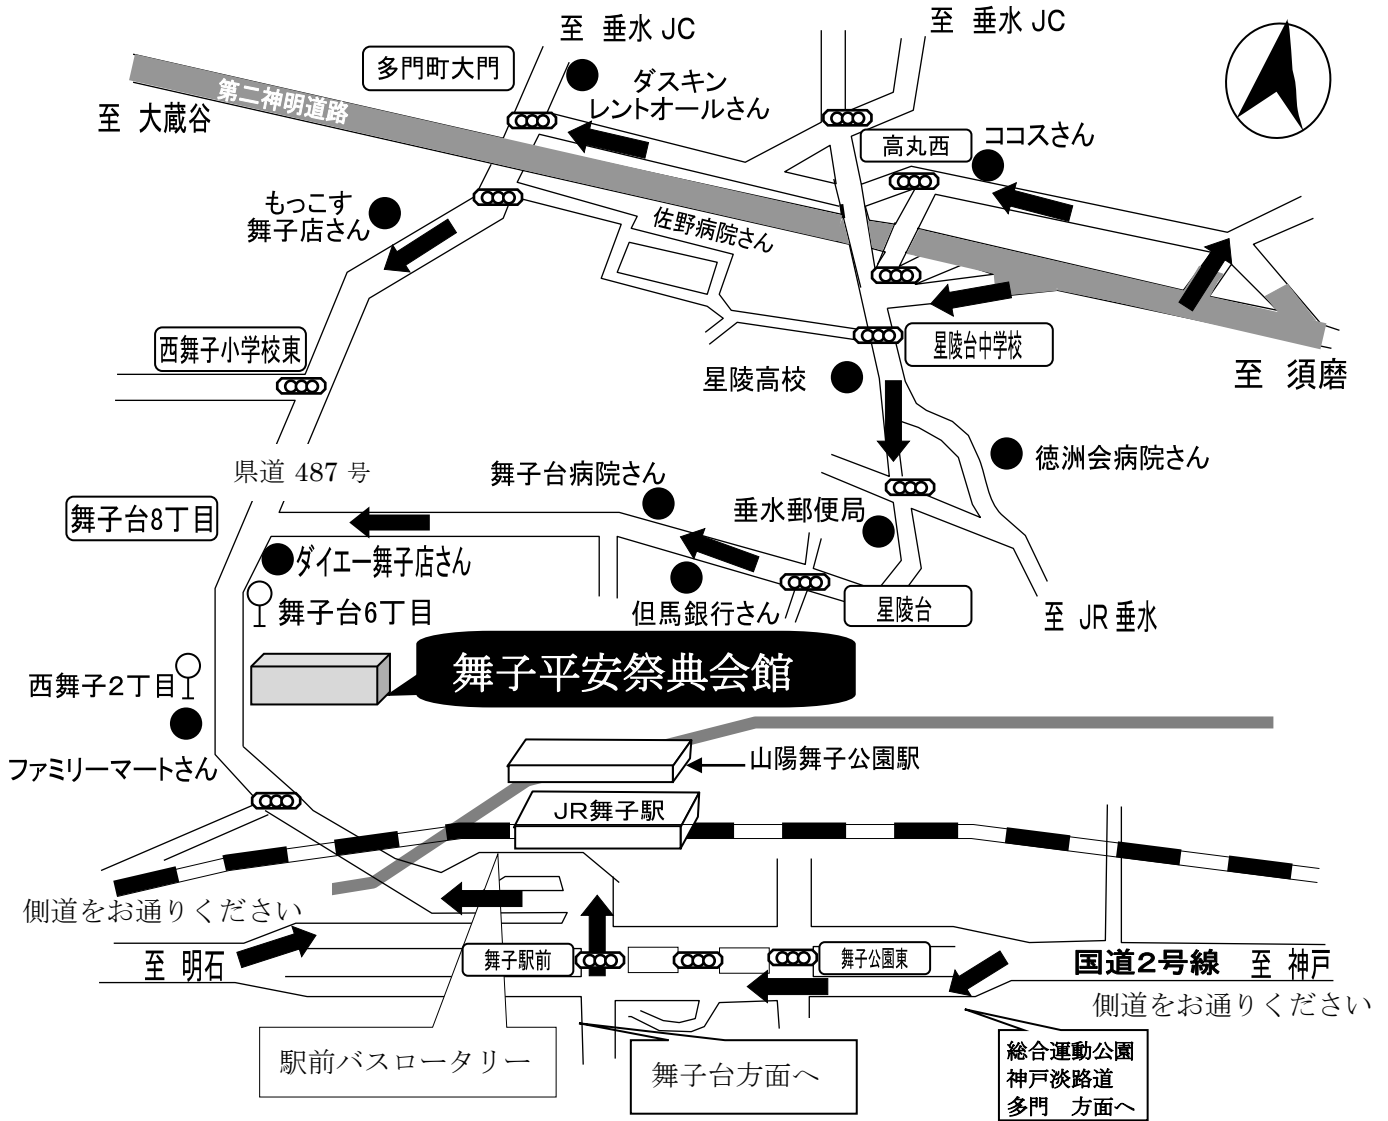 至 垂水 JC
至 垂水 JC
多門町大門
ダスキン
レントオールさん
第二神明道路
至 大蔵谷
高丸西
ココスさん
もっこす
舞子店さん
佐野病院さん
西舞子小学校東
星陵台中学校
星陵高校
至 須磨
県道 487 号
舞子台病院さん
徳洲会病院さん
舞子台8丁目
垂水郵便局
ダイエー舞子店さん
舞子台6丁目
但馬銀行さん
星陵台
至 JR 垂水
舞子平安祭典会館
西舞子2丁目
ファミリーマートさん
山陽舞子公園駅
JR舞子駅
側道をお通りください
至 明石
舞子駅前
舞子公園東
国道2号線 至 神戸
側道をお通りください
駅前バスロータリー
舞子台方面へ
総合運動公園
神戸淡路道
多門 方面へ